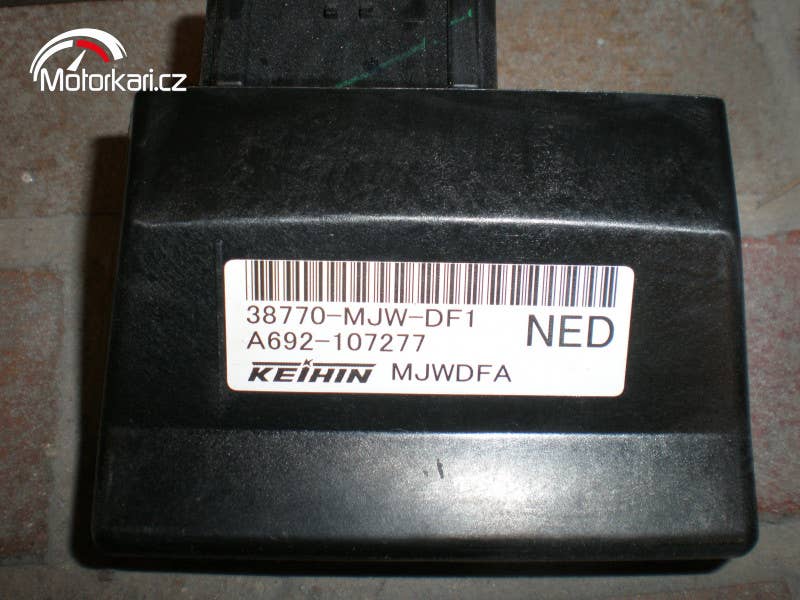 Motorkari.cz
38770-MJW-DF1
A692-107277
NED
KEIHIN MJWDFA